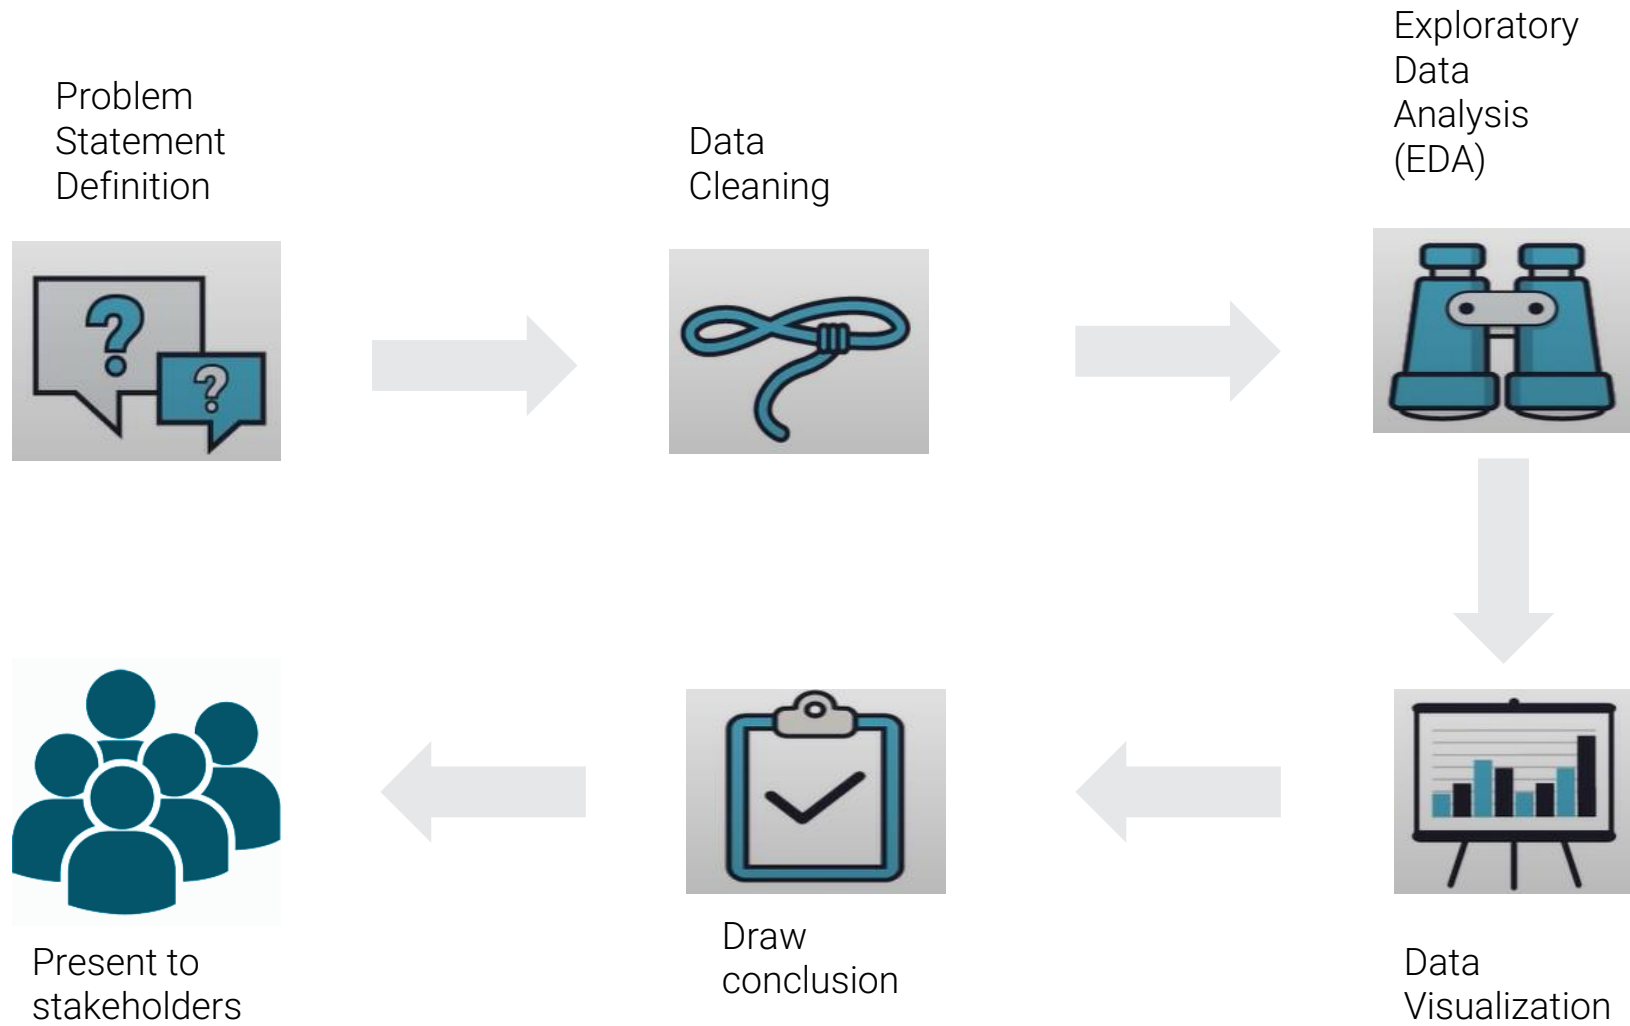 Problem
Statement
Definition
Data
Cleaning
Exploratory
Data
Analysis
(EDA)
?
?
Data
Visualization
Draw
conclusion
Present to
stakeholders